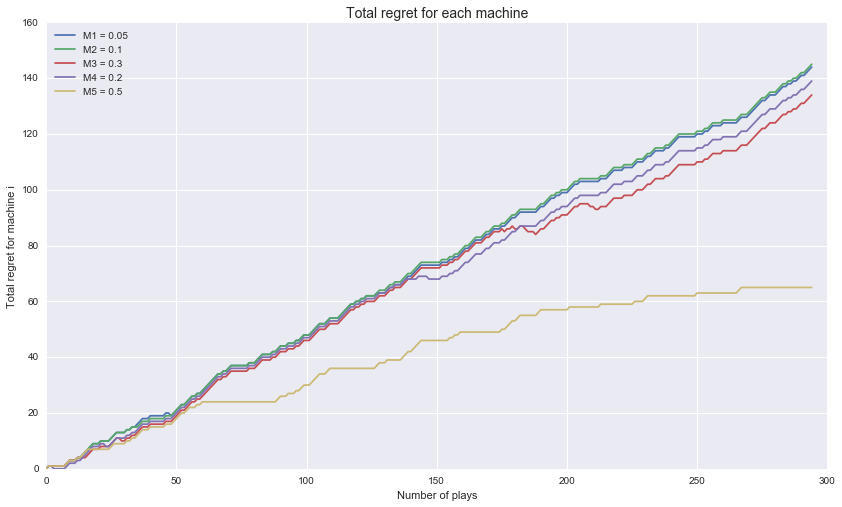 Total regret for each machine
M1 = 0.05
M2 = 0.1
M3 = 0.3
M4 = 0.2
M5 = 0.5
160
140
120
100
80
60
40
20
0
Total regret for machine i
0 50 100 150 200 250 300
Number of plays